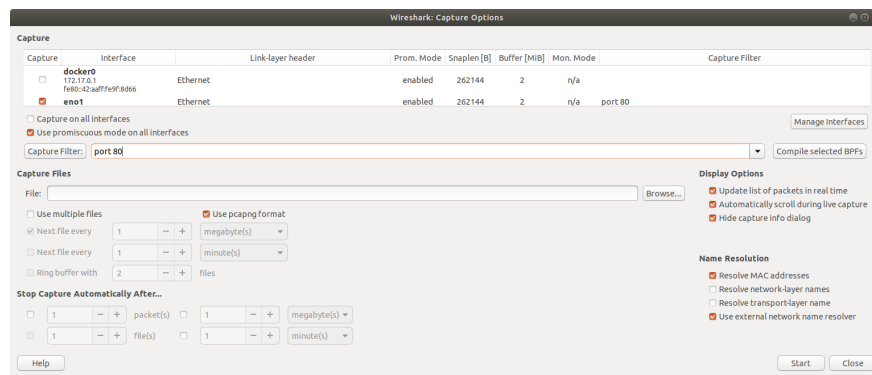 Wireshark: Capture Options
Capture
Capture Interface Link-layer header Prom. Mode Snaplen [B] Buffer [MiB] Mon. Mode Capture Filter
docker0
172.17.0.1 Ethernet enabled 262144 2 n/a
fe80::42:aaff:fe9f:8d66
eno1 Ethernet enabled 262144 2 n/a port 80
Capture on all interfaces
Manage Interfaces
Use promiscuous mode on all interfaces
Capture Filter: port 80 Compile selected BPFs
Capture Files
File: Browse...
Use multiple files Use pcapng format
Next file every 1 − + megabyte(s)
Next file every 1 − + minute(s)
Ring buffer with 2 − + files
Stop Capture Automatically After...
1 − + packet(s) 1 − + megabyte(s)
1 − + file(s) 1 − + minute(s)
Display Options
Update list of packets in real time
Automatically scroll during live capture
Hide capture info dialog
Name Resolution
Resolve MAC addresses
Resolve network-layer names
Resolve transport-layer name
Use external network name resolver
Help Start Close